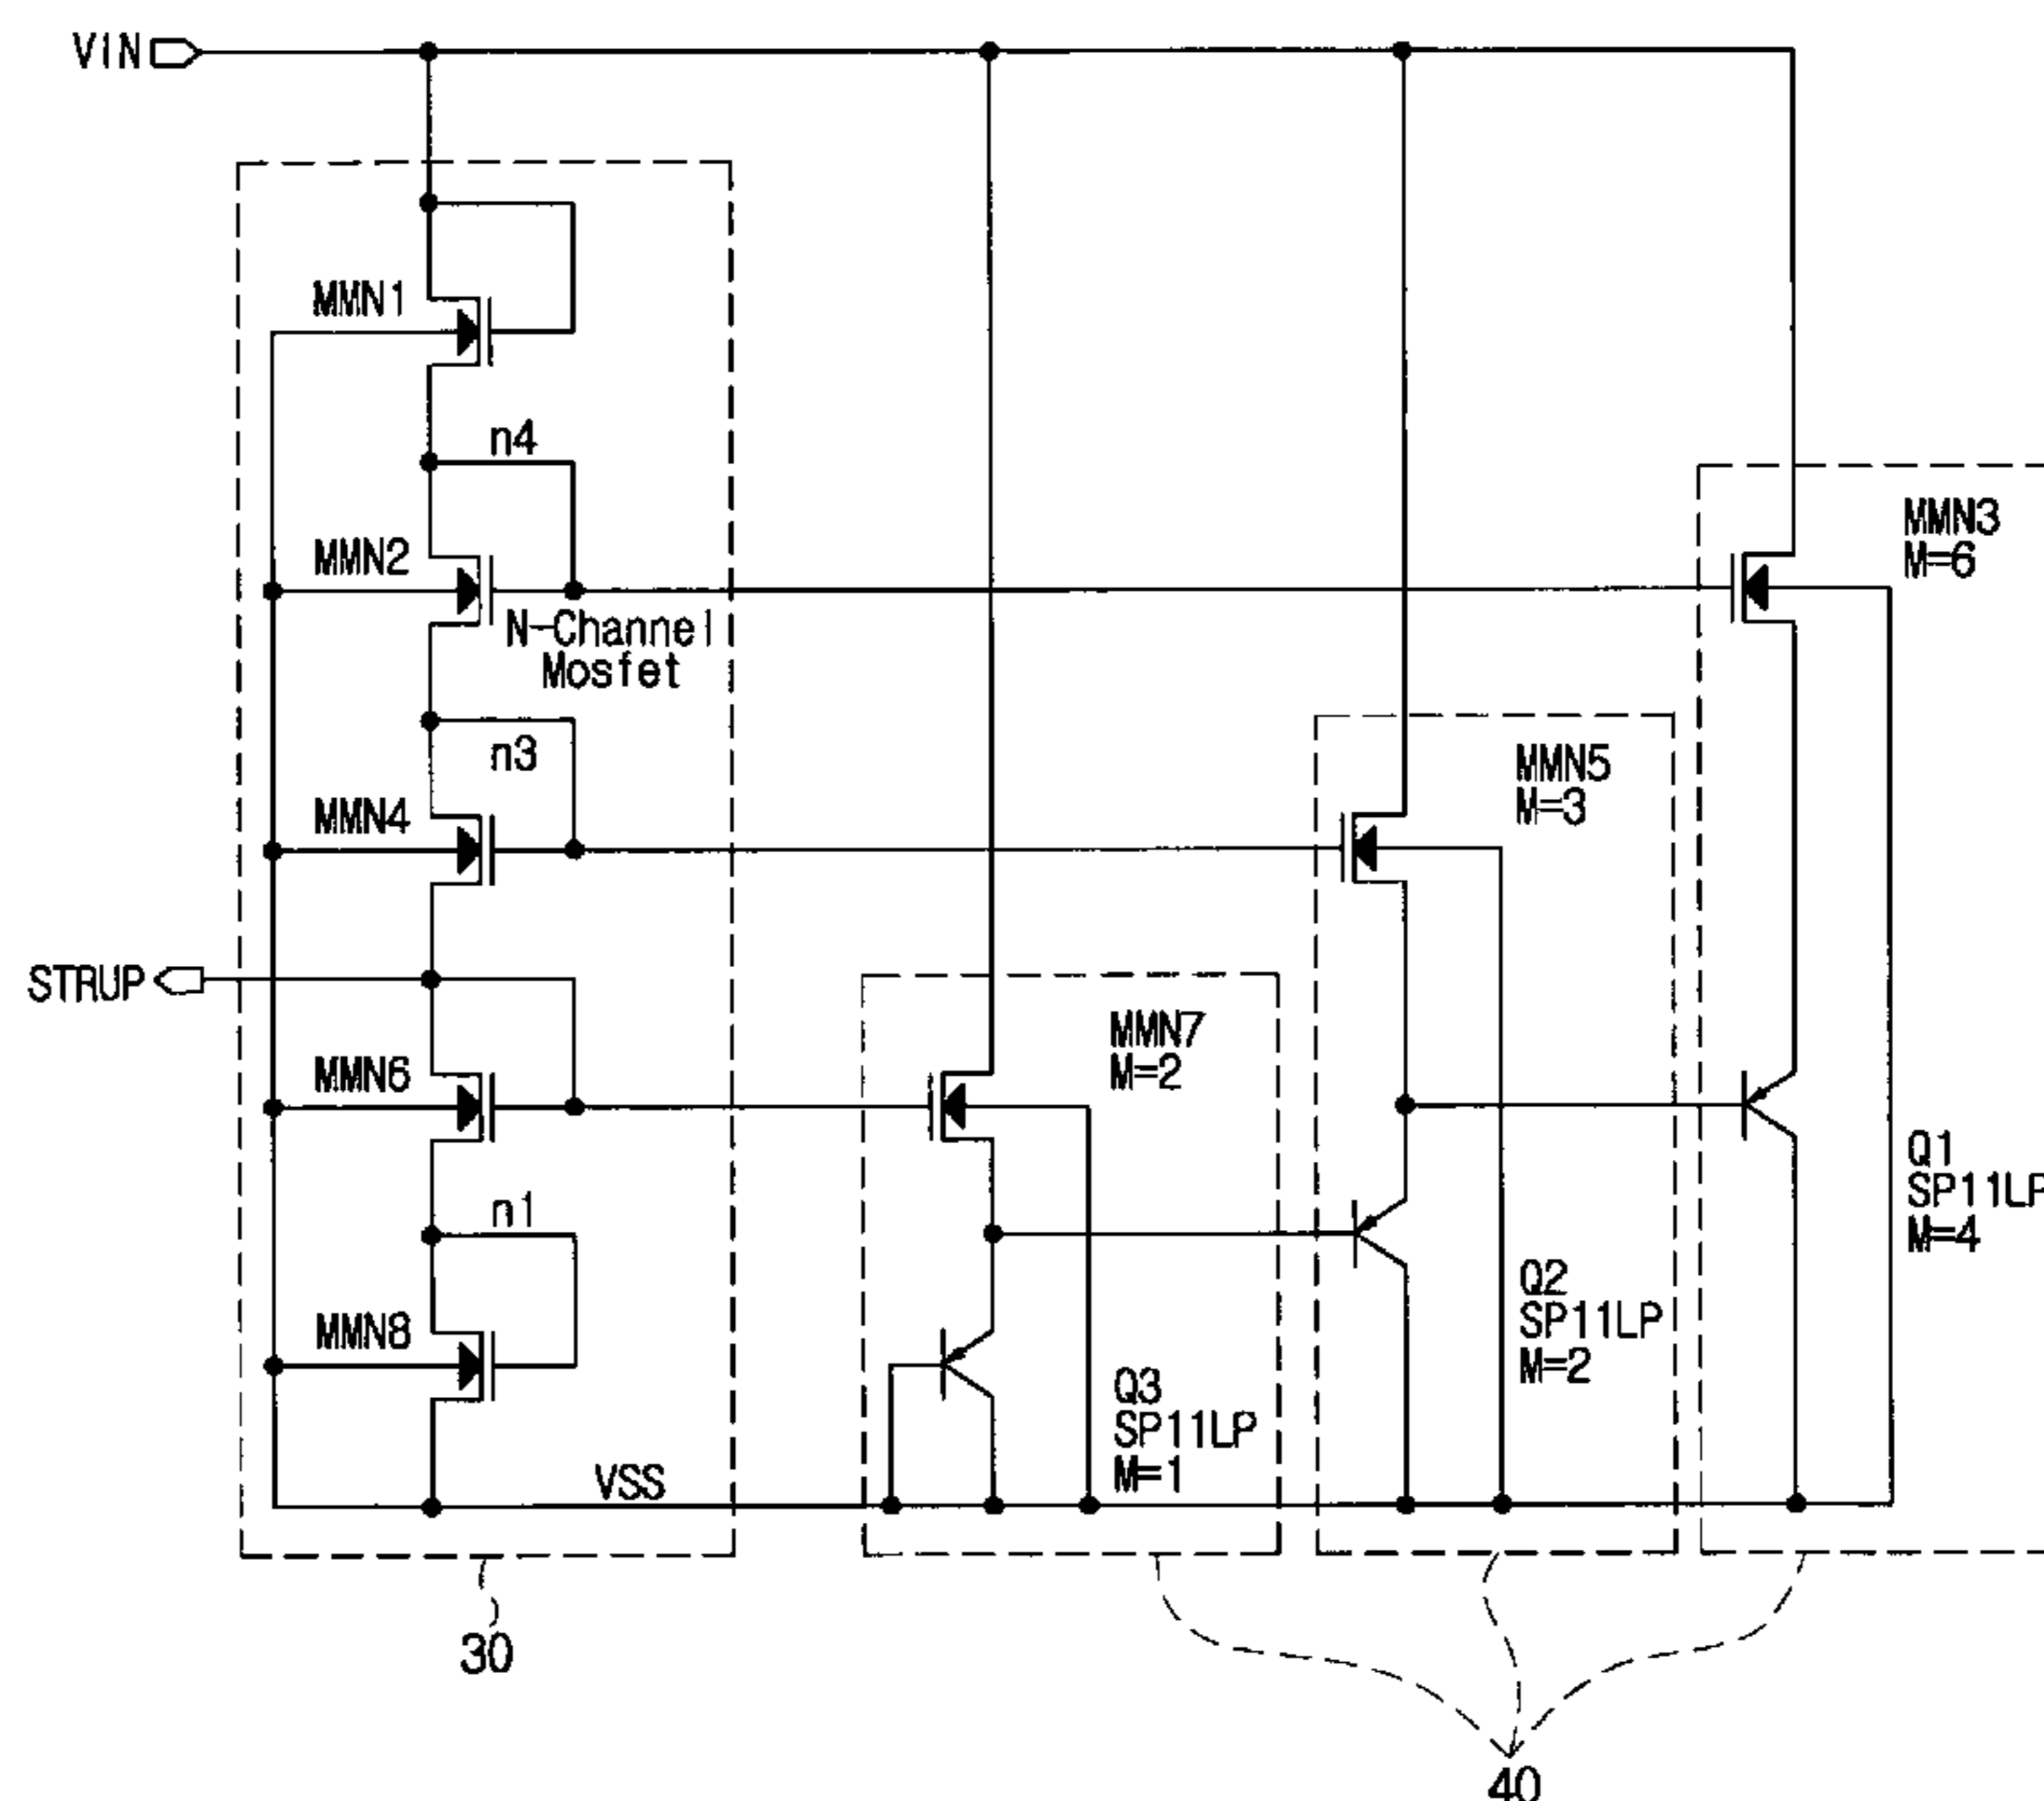 VIN
MMN1
n4
MMN2
N-Channel
Mosfet
MMN3
M=6
n3
MMN5
M=3
MMN4
STRUP
MMN7
M=2
MMN6
Q1
SP11LP
M=4
n1
Q2
SP11LP
M=2
MMN8
Q3
SP11LP
M=1
VSS
30
40